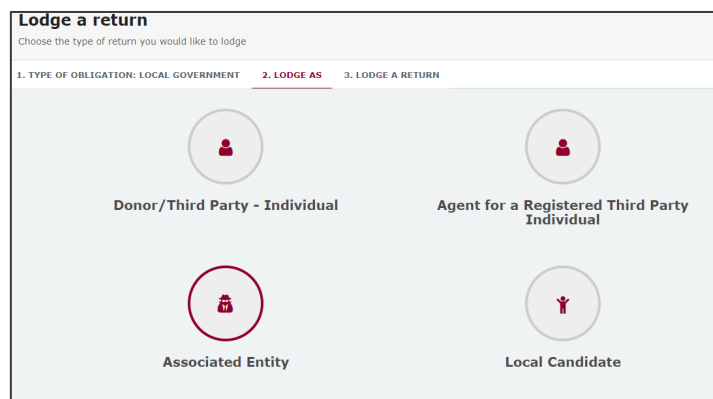 Lodge a return
Choose the type of return you would like to lodge
1. TYPE OF OBLIGATION: LOCAL GOVERNMENT 2. LODGE AS 3. LODGE A RETURN
Donor/Third Party - Individual
Agent for a Registered Third Party
Individual
Associated Entity
Local Candidate